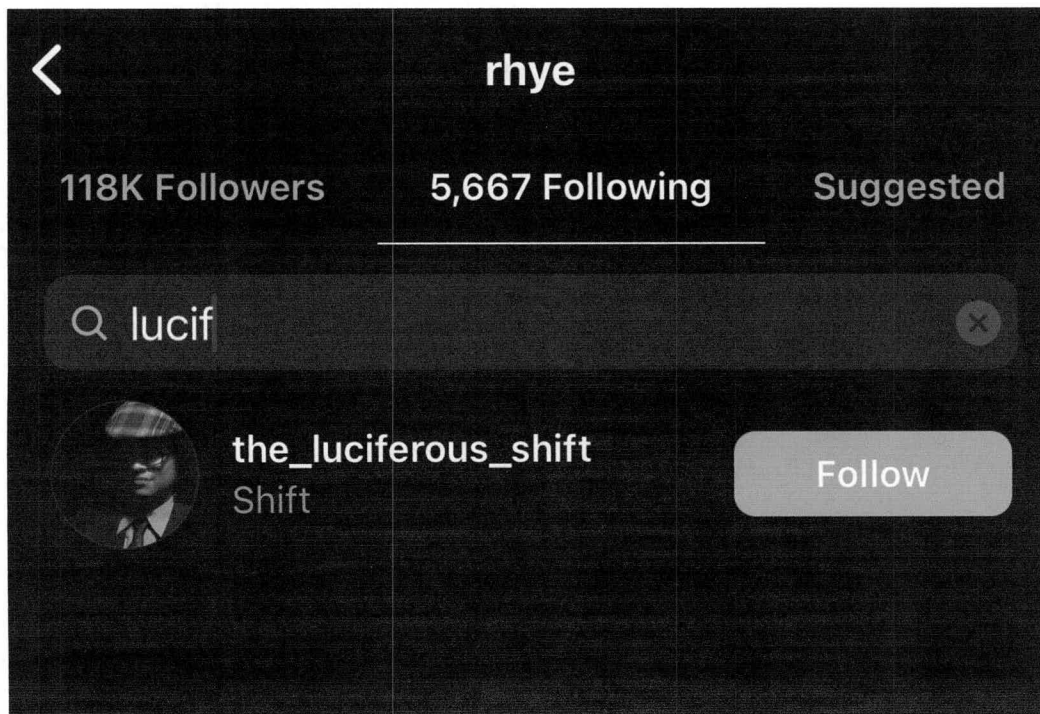 rhye
118K Followers 5,667 Following Suggested
lucif
the_luciferous_shift
Shift
Follow